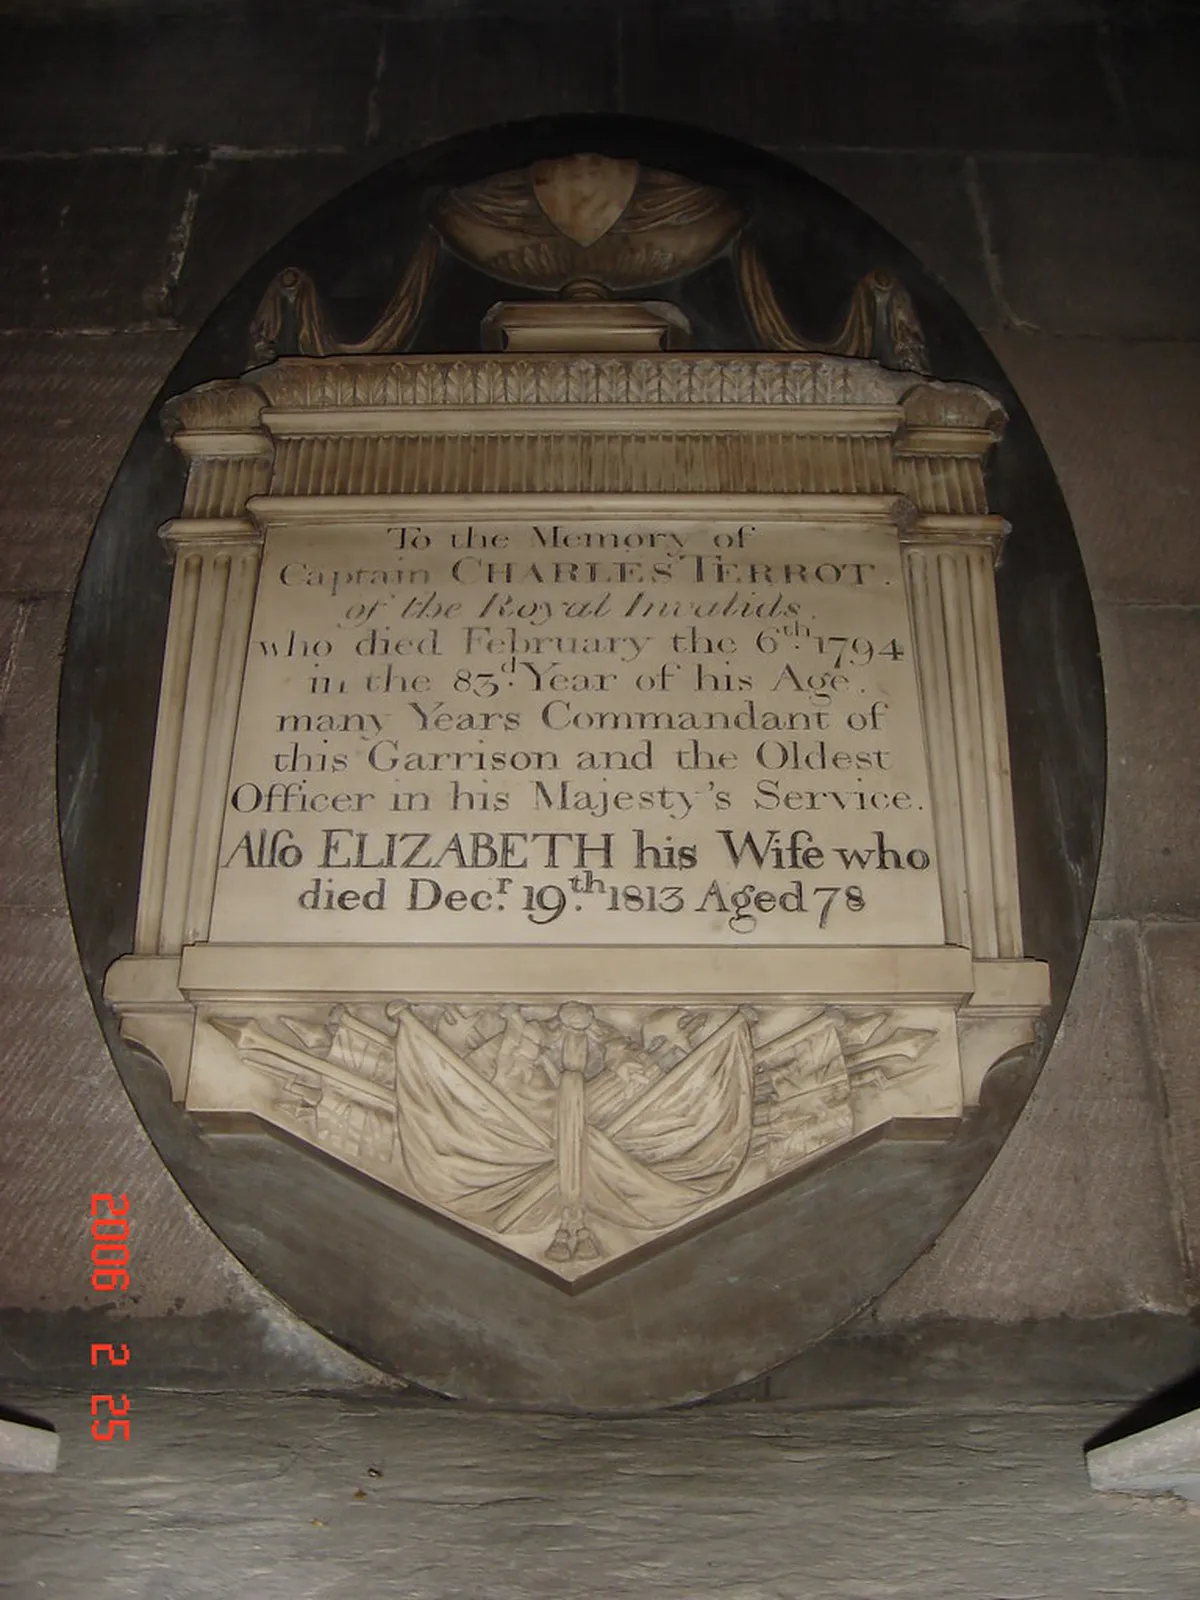 To the Memory of
Captain CHARLES TERROT.
of the Royal Invalids.
who died February the 6th. 1794
in the 83d. Year of his Age.
many Years Commandant of
this Garrison and the Oldest
Officer in his Majesty's Service.
Alſo ELIZABETH his Wife who
died Decr. 19th. 1813 Aged 78
2006 2 25